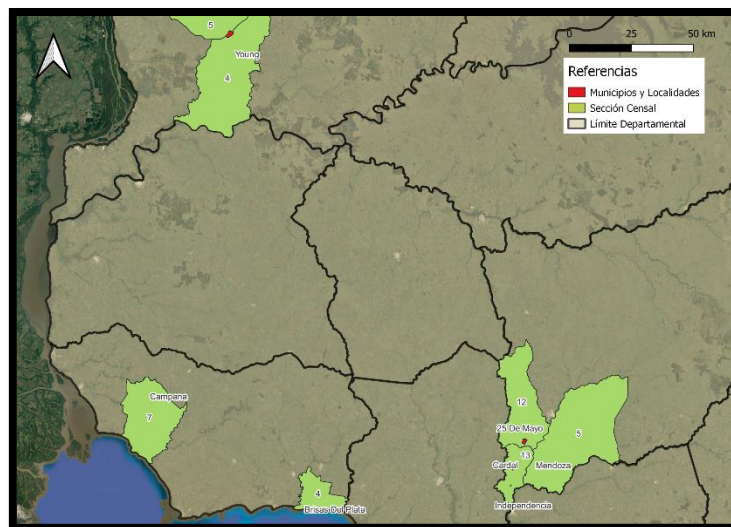 5
Young
4
0 25 50 km
Referencias
Municipios y Localidades
Sección Censal
Límite Departamental
Campana
7
12
25 De Mayo
5
13
Cardal
Mendoza
4
Brisas Dul Plata
Independencia